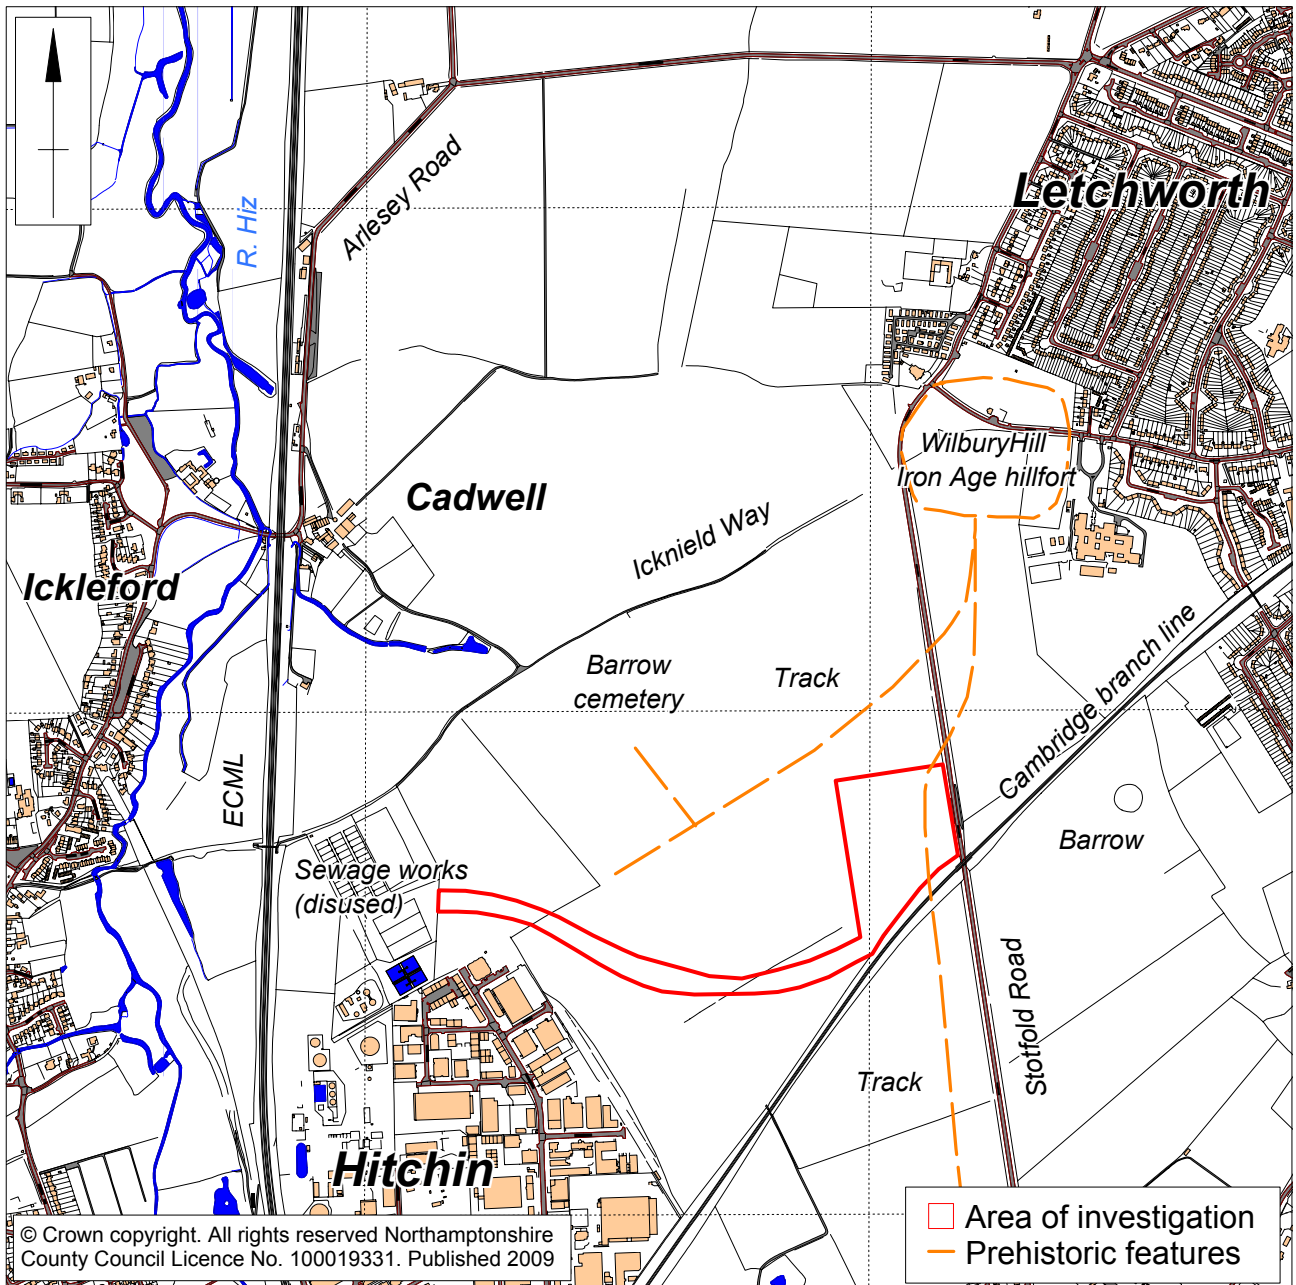 Letchworth
Arlesey Road
R. Hiz
WilburyHill
Iron Age hillfort
Cadwell
Icknield Way
Ickleford
Barrow
cemetery
Track
Cambridge branch line
ECML
Barrow
Sewage works
(disused)
Stotfold Road
Track
Hitchin
Area of investigation
Prehistoric features
© Crown copyright. All rights reserved Northamptonshire
County Council Licence No. 100019331. Published 2009